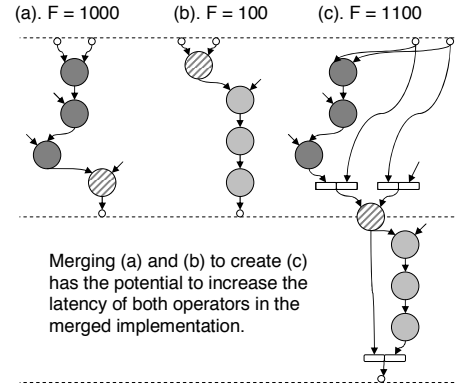 (a). F = 1000 (b). F = 100 (c). F = 1100
Merging (a) and (b) to create (c)
has the potential to increase the
latency of both operators in the
merged implementation.